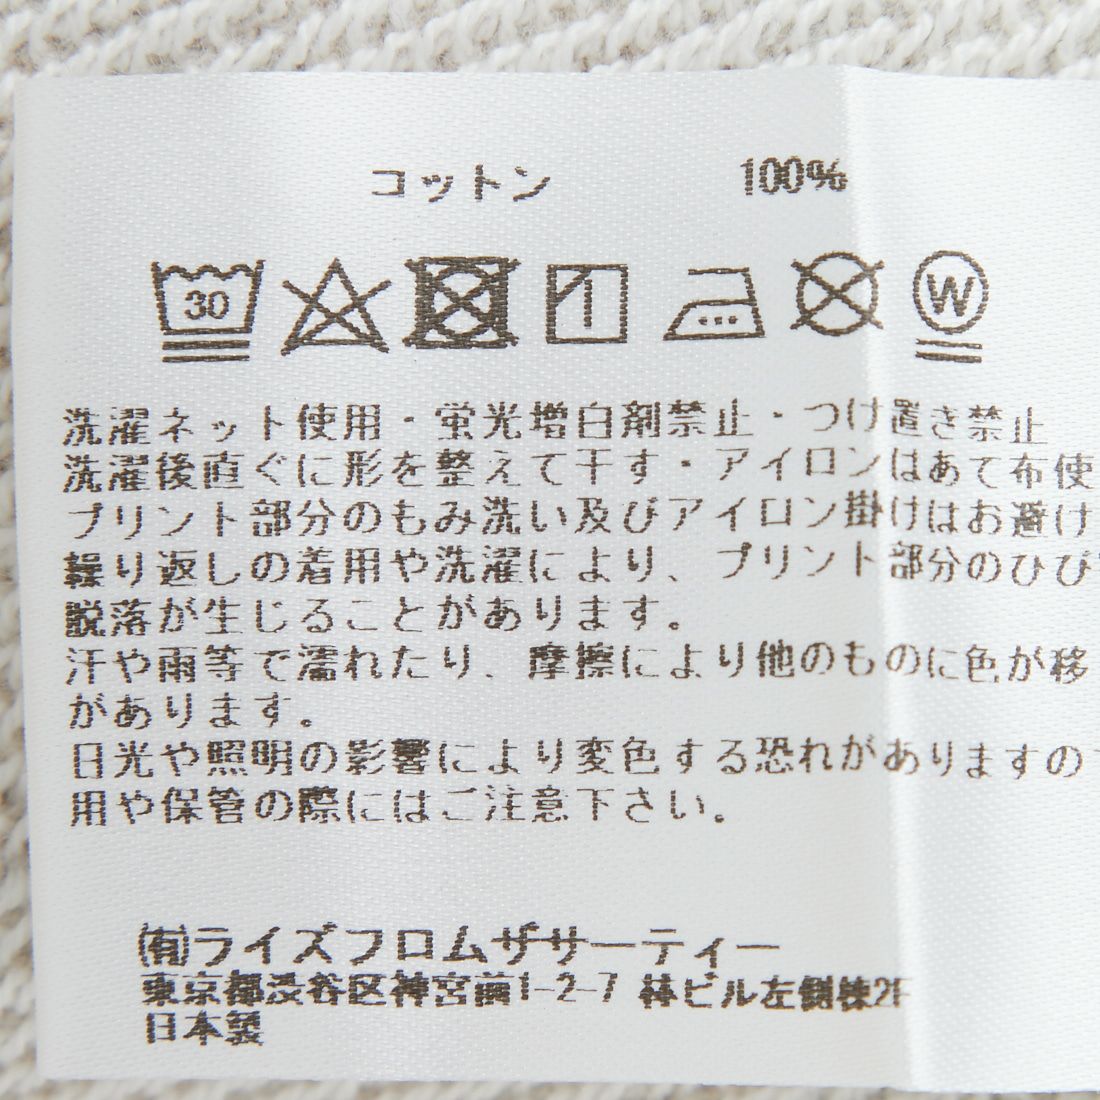 コットン 100%
30 W
洗濯ネット使用・蛍光増白剤禁止・つけ置き禁止
洗濯後直ぐに形を整えて干す・アイロンはあて布使
プリント部分のもみ洗い及びアイロン掛けはお避け
繰り返しの着用や洗濯により、プリント部分のひび
脱落が生じることがあります。
汗や雨等で濡れたり、摩擦により他のものに色が移
があります。
日光や照明の影響により変色する恐れがありますの
用や保管の際にはご注意下さい。
(有)ライズフロムザサーティー
東京都渋谷区神宮前1-2-7 林ビル左側棟2F
日本製